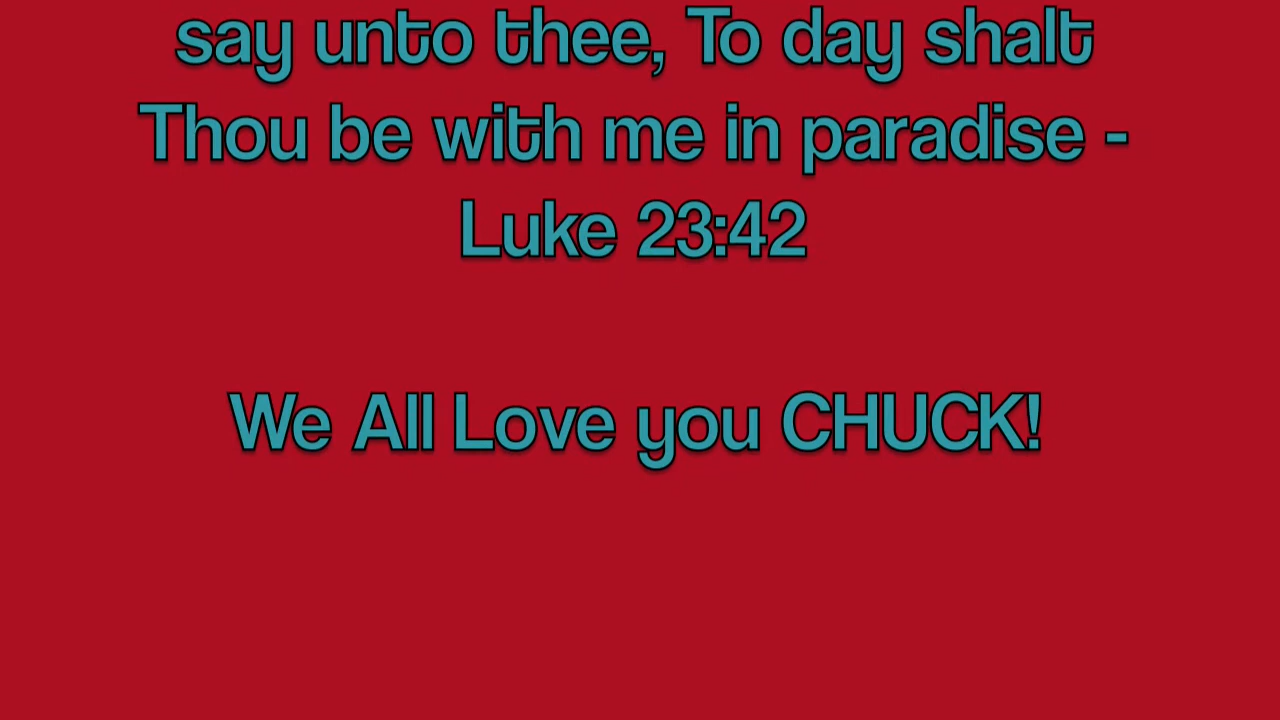 say unto thee, To day shalt
Thou be with me in paradise -
Luke 23:42
We All Love you CHUCK!